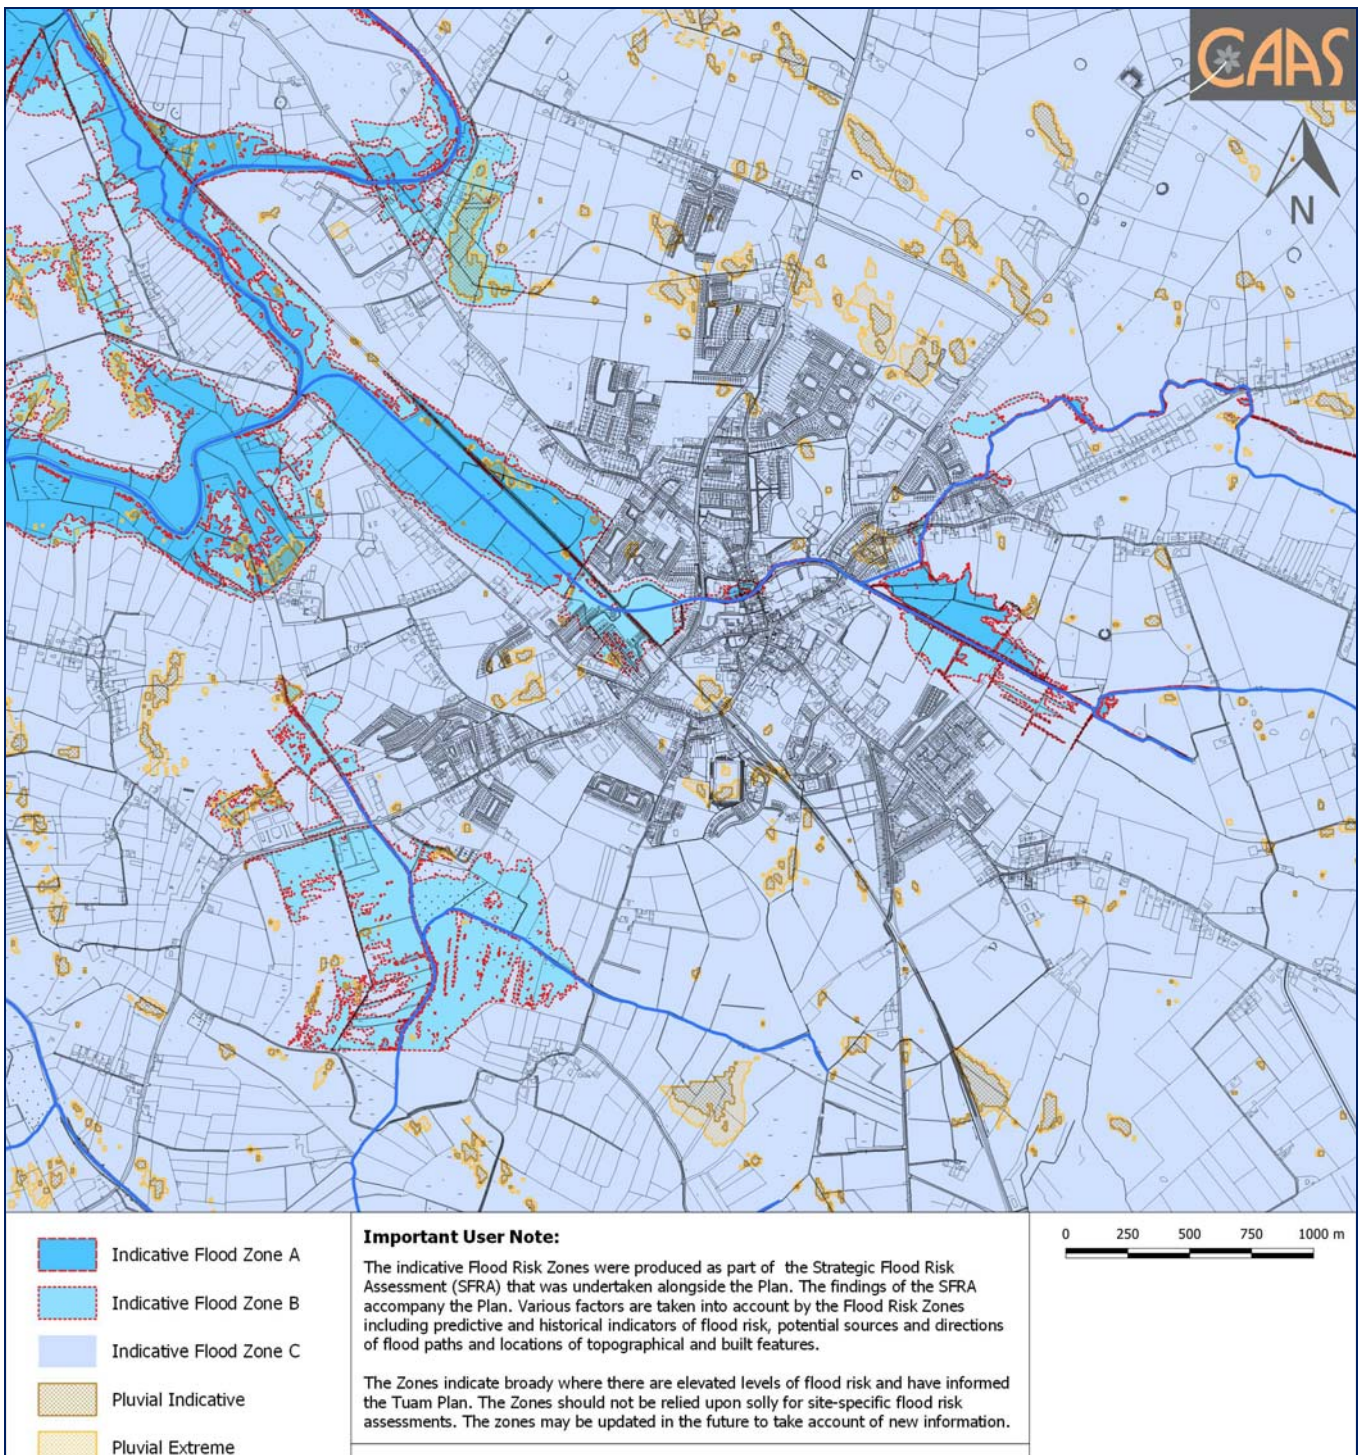 CAAS
N
Indicative Flood Zone A
Indicative Flood Zone B
Indicative Flood Zone C
Pluvial Indicative
Pluvial Extreme
Important User Note:
The indicative Flood Risk Zones were produced as part of the Strategic Flood Risk
Assessment (SFRA) that was undertaken alongside the Plan. The findings of the SFRA
accompany the Plan. Various factors are taken into account by the Flood Risk Zones
including predictive and historical indicators of flood risk, potential sources and directions
of flood paths and locations of topographical and built features.
The Zones indicate broady where there are elevated levels of flood risk and have informed
the Tuam Plan. The Zones should not be relied upon solly for site-specific flood risk
assessments. The zones may be updated in the future to take account of new information.
0 250 500 750 1000 m